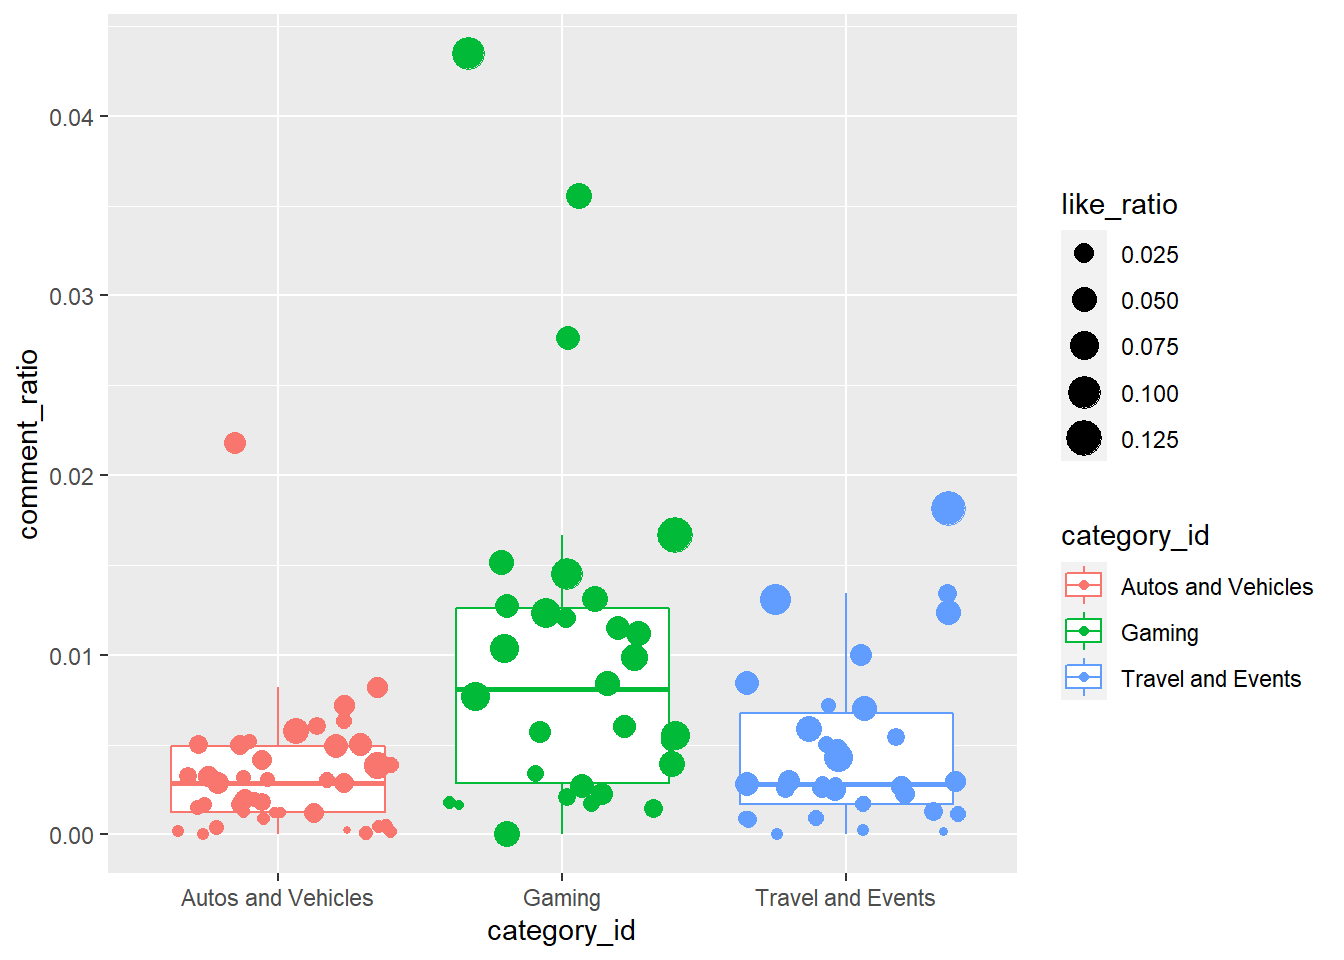 0.04
0.03
0.02
0.01
0.00
comment_ratio
Autos and Vehicles
Gaming
Travel and Events
category_id
like_ratio
0.025
0.050
0.075
0.100
0.125
category_id
Autos and Vehicles
Gaming
Travel and Events